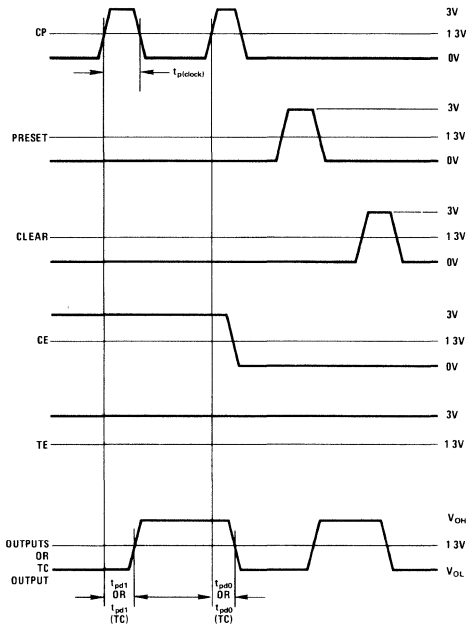 3V
CP
1 3V
0V
tp(clock)
3V
PRESET
1 3V
0V
3V
CLEAR
1 3V
0V
3V
CE
1 3V
0V
3V
TE
1 3V
VOH
OUTPUTS
OR
TC
OUTPUT
1 3V
VOL
tpd1
OR
tpd1
(TC)
tpd0
OR
tpd0
(TC)